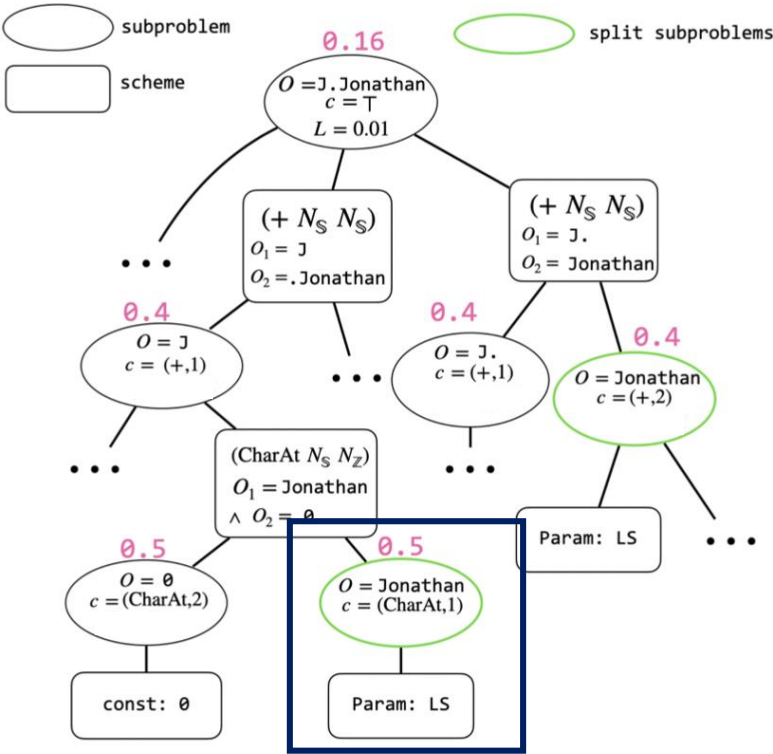 subproblem
scheme
split subproblems
0.16
O =J.Jonathan
c = ⊤
L = 0.01
(+ N𝕊 N𝕊)
O₁ = J
O₂ =.Jonathan
(+ N𝕊 N𝕊)
O₁ = J.
O₂ = Jonathan
...
0.4
O = J
c = (+,1)
...
0.4
O = J.
c = (+,1)
0.4
O = Jonathan
c = (+,2)
...
(CharAt N𝕊 Nℤ)
O₁ = Jonathan
∧ O₂ = 0
...
Param: LS
...
0.5
O = 0
c = (CharAt,2)
0.5
O = Jonathan
c = (CharAt,1)
const: 0
Param: LS